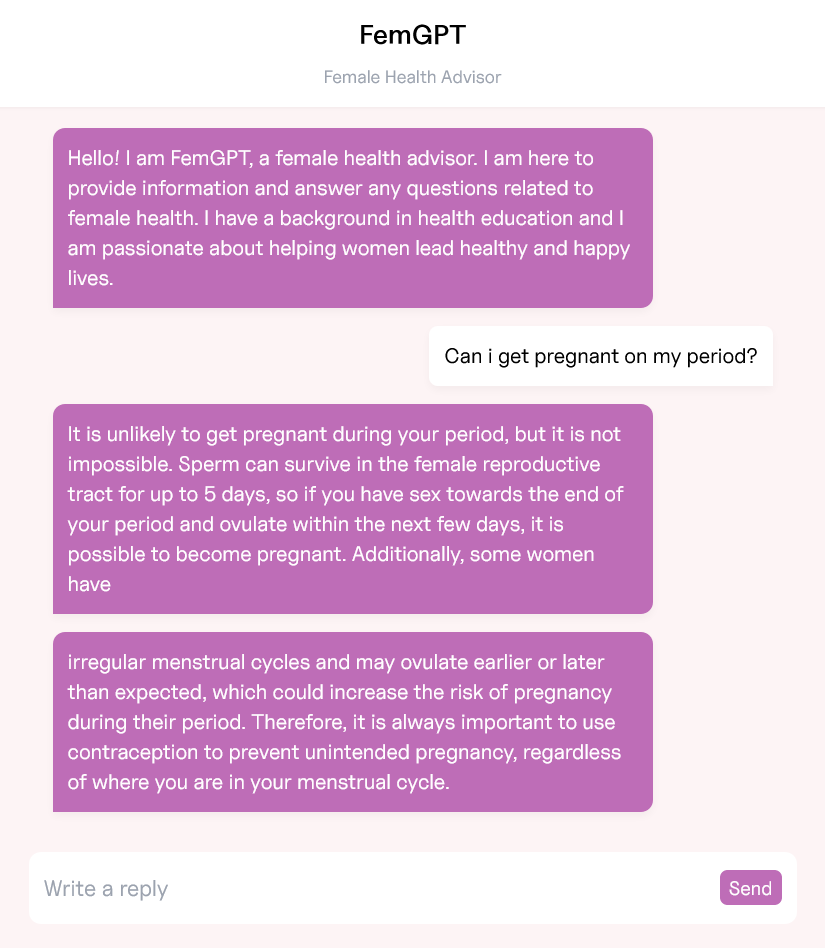 FemGPT
Female Health Advisor
Hello! I am FemGPT, a female health advisor. I am here to
provide information and answer any questions related to
female health. I have a background in health education and I
am passionate about helping women lead healthy and happy
lives.
Can i get pregnant on my period?
It is unlikely to get pregnant during your period, but it is not
impossible. Sperm can survive in the female reproductive
tract for up to 5 days, so if you have sex towards the end of
your period and ovulate within the next few days, it is
possible to become pregnant. Additionally, some women
have
irregular menstrual cycles and may ovulate earlier or later
than expected, which could increase the risk of pregnancy
during their period. Therefore, it is always important to use
contraception to prevent unintended pregnancy, regardless
of where you are in your menstrual cycle.
Write a reply
Send